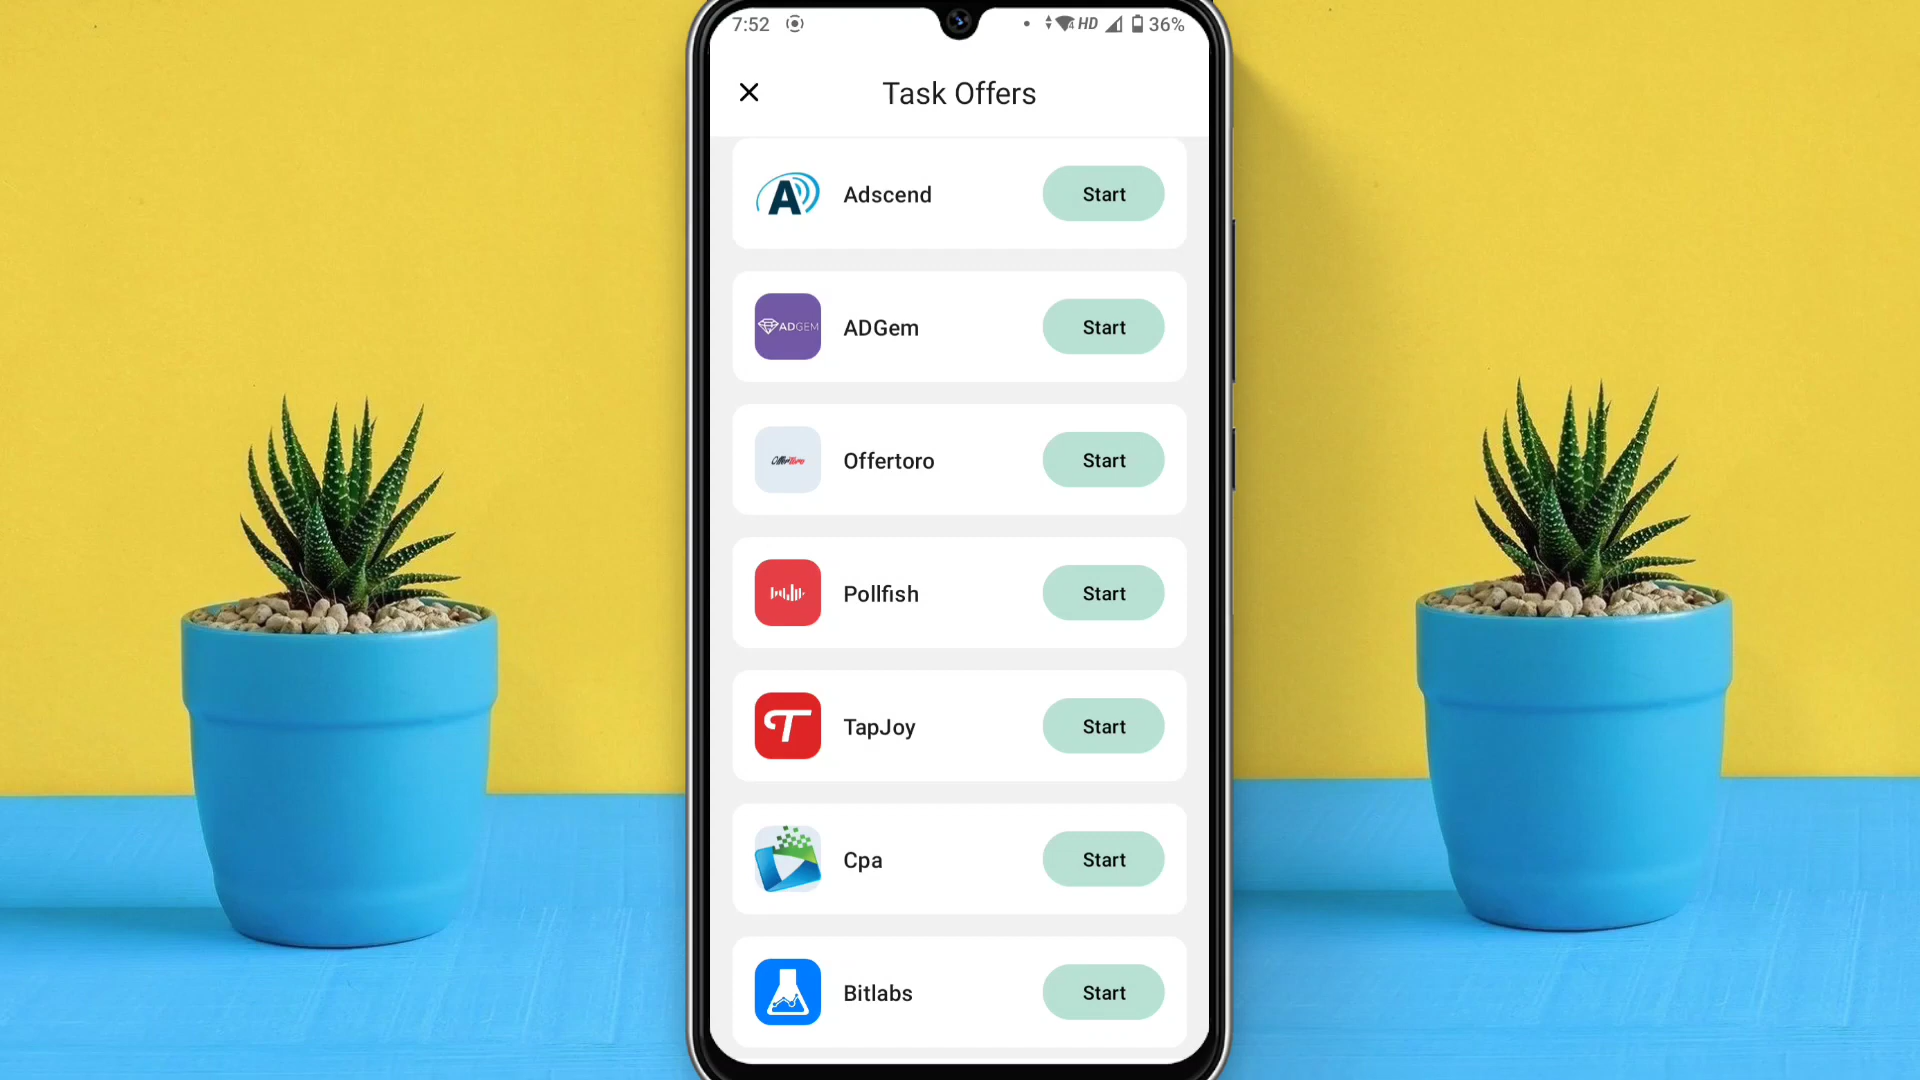 7:52 HD 36%
Task Offers
Adscend Start
ADGEM ADGem Start
OfferToro Offertoro Start
Pollfish Start
TapJoy Start
Cpa Start
Bitlabs Start